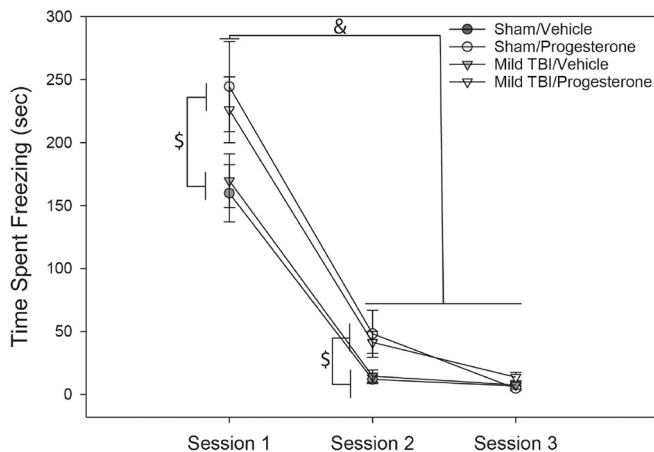 &
Sham/Vehicle
Sham/Progesterone
Mild TBI/Vehicle
Mild TBI/Progesterone
Time Spent Freezing (sec)
300
250
200
150
100
50
0
$
$
Session 1 Session 2 Session 3